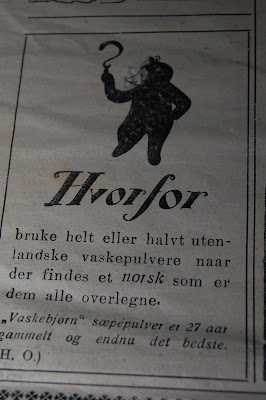 Hvorfor
bruke helt eller halvt uten-
landske vaskepulvere naar
der findes et norsk som er
dem alle overlegne.
„Vaskebjørn“ sæpepulver er 27 aar
gammelt og endnu det bedste.
(H. O.)